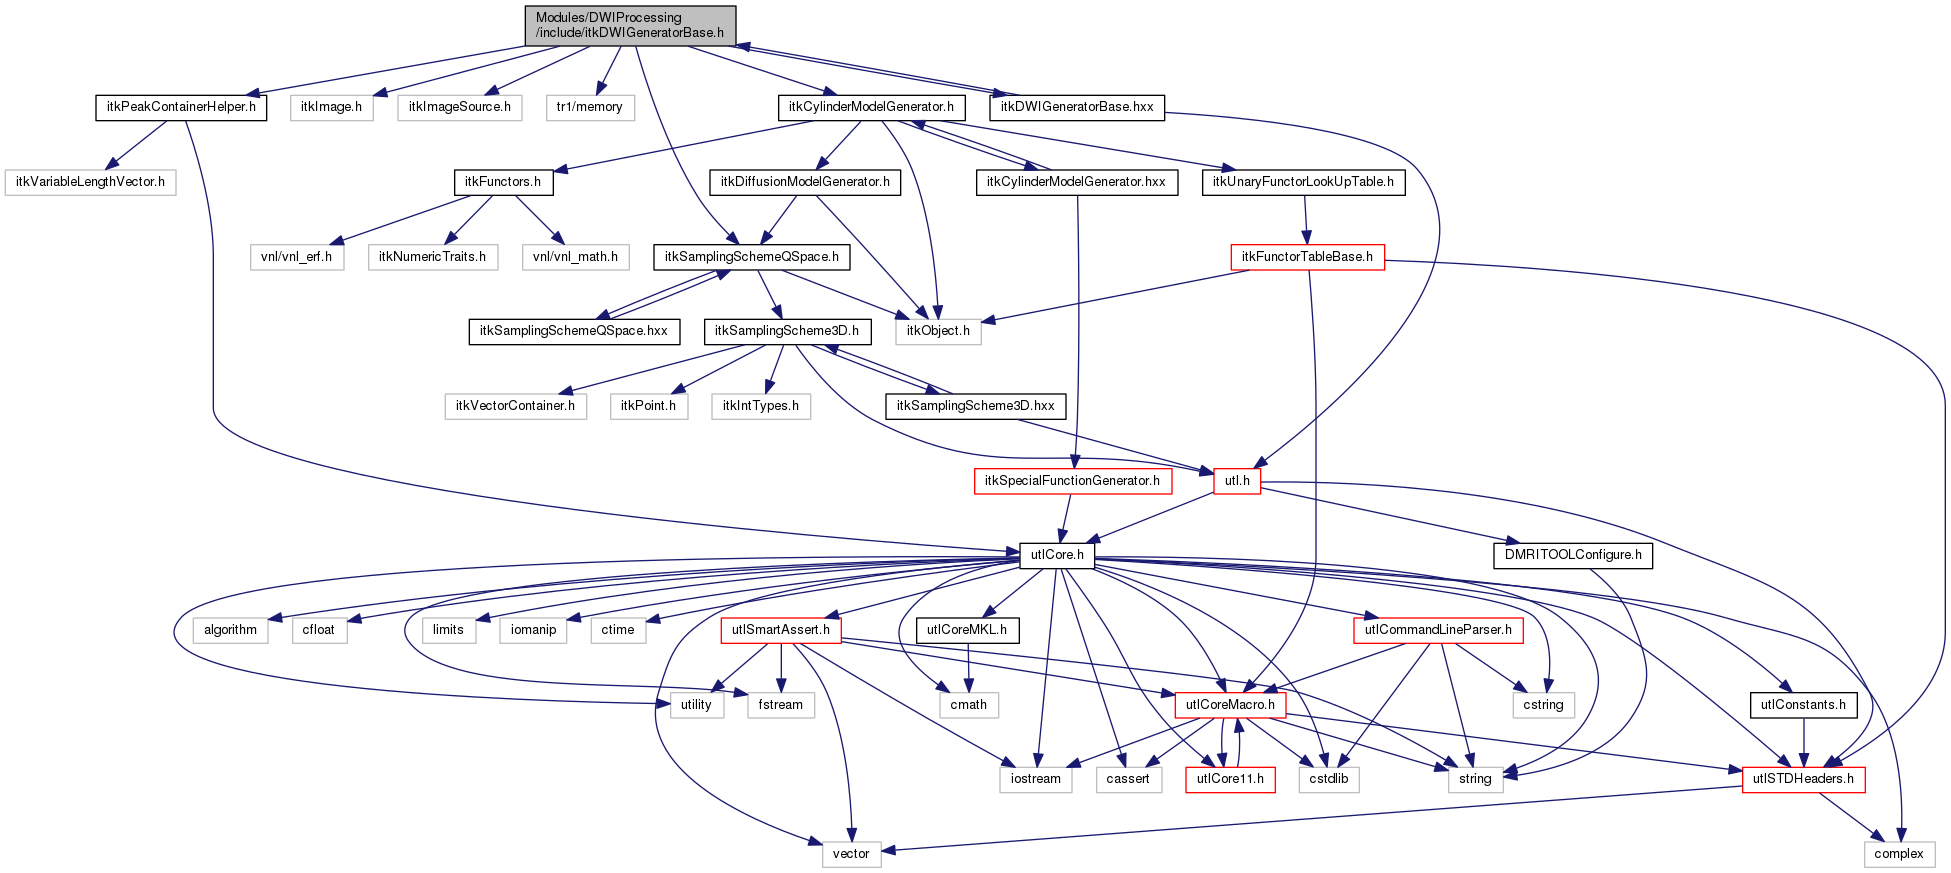 Modules/DWIProcessing
/include/itkDWIGeneratorBase.h
itkPeakContainerHelper.h
itkImage.h
itkImageSource.h
tr1/memory
itkCylinderModelGenerator.h
itkDWIGeneratorBase.hxx
itkVariableLengthVector.h
itkFunctors.h
itkDiffusionModelGenerator.h
itkCylinderModelGenerator.hxx
itkUnaryFunctorLookUpTable.h
vnl/vnl_erf.h
itkNumericTraits.h
vnl/vnl_math.h
itkSamplingSchemeQSpace.h
itkFunctorTableBase.h
itkSamplingSchemeQSpace.hxx
itkSamplingScheme3D.h
itkObject.h
itkVectorContainer.h
itkPoint.h
itkIntTypes.h
itkSamplingScheme3D.hxx
itkSpecialFunctionGenerator.h
utl.h
utlCore.h
DMRITOOLConfigure.h
algorithm
cfloat
limits
iomanip
ctime
utlSmartAssert.h
utlCoreMKL.h
utlCommandLineParser.h
utility
fstream
cmath
utlCoreMacro.h
cstring
utlConstants.h
iostream
cassert
utlCore11.h
cstdlib
string
utlSTDHeaders.h
vector
complex